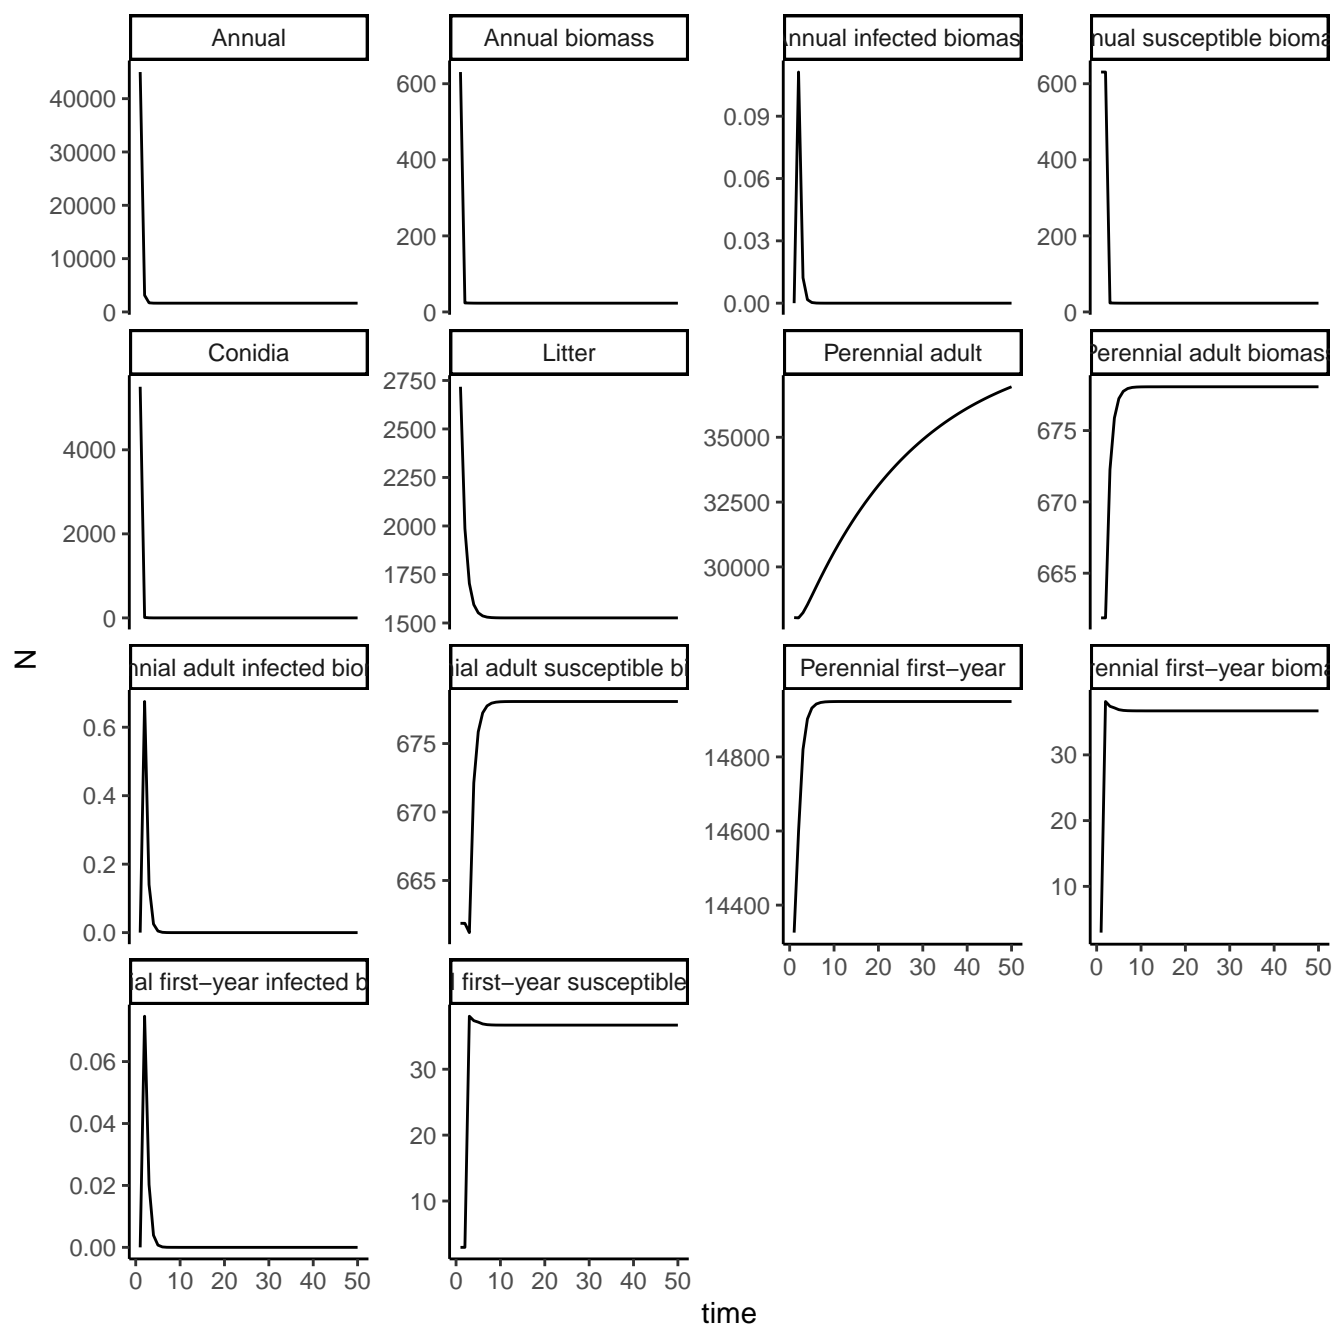 Annual
Annual biomass
nnual infected biomas
nual susceptible bioma
40000
30000
20000
10000
0
600
400
200
0
0.09
0.06
0.03
0.00
600
400
200
0
Conidia
Litter
Perennial adult
Perennial adult biomas
4000
2000
0
2750
2500
2250
2000
1750
1500
35000
32500
30000
675
670
665
N
nnial adult infected bio
ial adult susceptible bi
Perennial first−year
rennial first−year bioma
0.6
0.4
0.2
0.0
675
670
665
14800
14600
14400
30
20
10
0 10 20 30 40 50
0 10 20 30 40 50
ial first−year infected b
l first−year susceptible
0.06
0.04
0.02
0.00
30
20
10
0 10 20 30 40 50
0 10 20 30 40 50
time